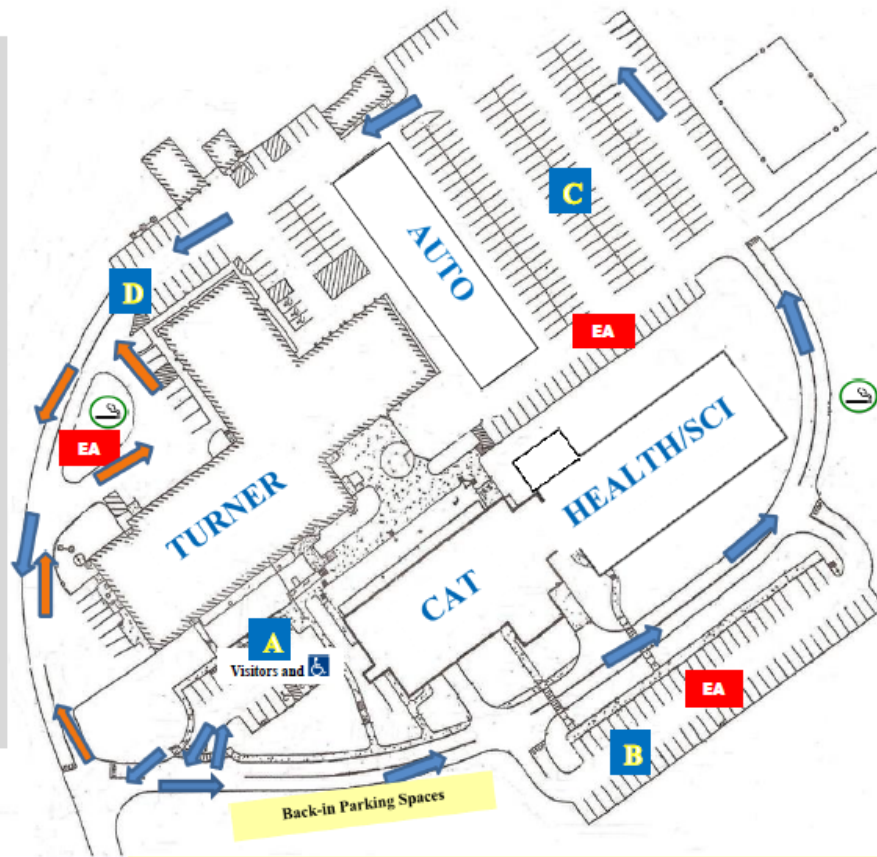 C
AUTO
D
EA
EA
HEALTH/SCI
TURNER
CAT
A
Visitors and
EA
B
Back-in Parking Spaces